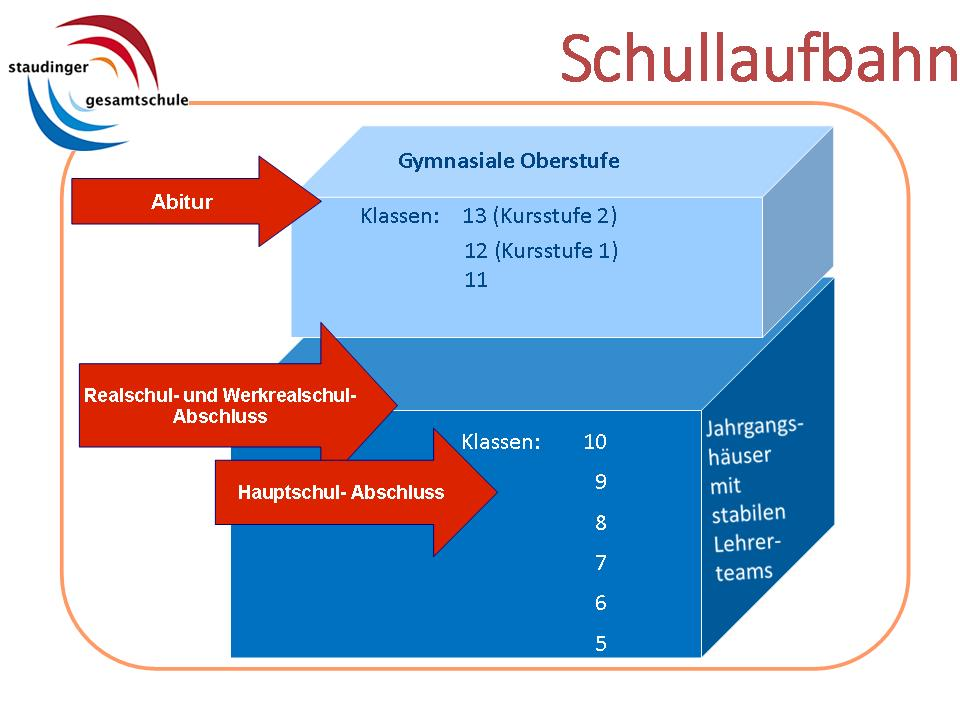 staudinger
gesamtschule
Schullaufbahn
Gymnasiale Oberstufe
Abitur
Klassen: 13 (Kursstufe 2)
12 (Kursstufe 1)
11
Realschul- und Werkrealschul-
Abschluss
Klassen: 10
Hauptschul- Abschluss
9
8
7
6
5
Jahrgangs-
häuser
mit
stabilen
Lehrer-
teams